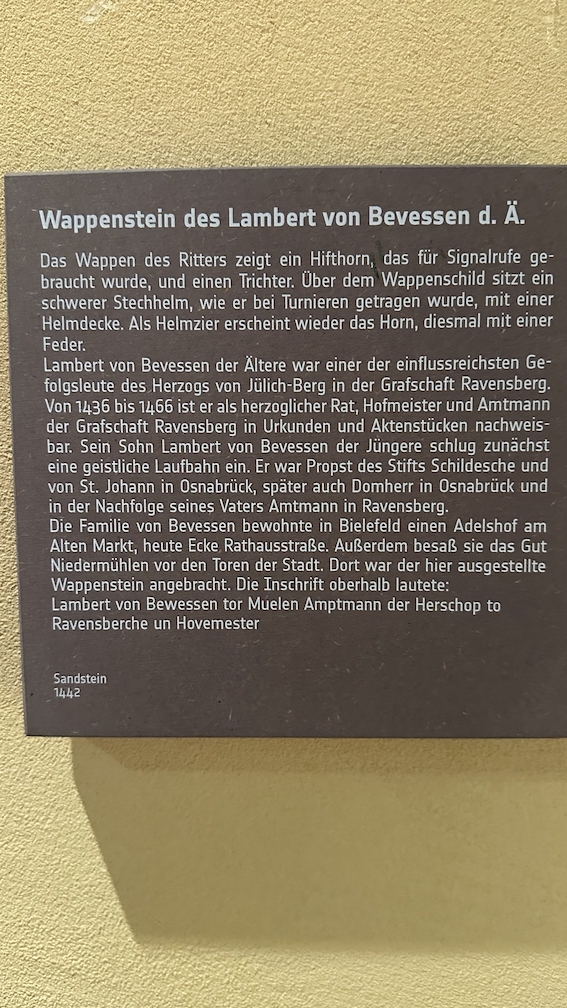 Wappenstein des Lambert von Bevessen d. Ä.
Das Wappen des Ritters zeigt ein Hifthorn, das für Signalrufe ge-
braucht wurde, und einen Trichter. Über dem Wappenschild sitzt ein
schwerer Stechhelm, wie er bei Turnieren getragen wurde, mit einer
Helmdecke. Als Helmzier erscheint wieder das Horn, diesmal mit einer
Feder.
Lambert von Bevessen der Ältere war einer der einflussreichsten Ge-
folgsleute des Herzogs von Jülich-Berg in der Grafschaft Ravensberg.
Von 1436 bis 1466 ist er als herzoglicher Rat, Hofmeister und Amtmann
der Grafschaft Ravensberg in Urkunden und Aktenstücken nachweis-
bar. Sein Sohn Lambert von Bevessen der Jüngere schlug zunächst
eine geistliche Laufbahn ein. Er war Propst des Stifts Schildesche und
von St. Johann in Osnabrück, später auch Domherr in Osnabrück und
in der Nachfolge seines Vaters Amtmann in Ravensberg.
Die Familie von Bevessen bewohnte in Bielefeld einen Adelshof am
Alten Markt, heute Ecke Rathausstraße. Außerdem besaß sie das Gut
Niedermühlen vor den Toren der Stadt. Dort war der hier ausgestellte
Wappenstein angebracht. Die Inschrift oberhalb lautete:
Lambert von Bewessen tor Muelen Amptmann der Herschop to
Ravensberche un Hovemester
Sandstein
1442